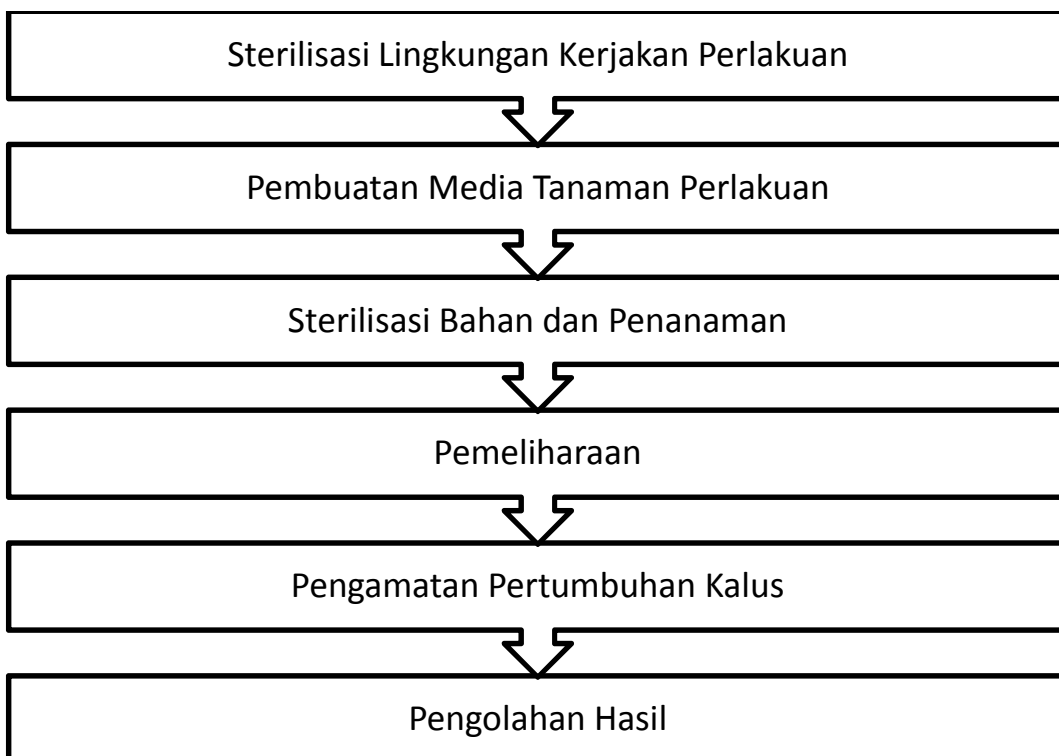 Sterilisasi Lingkungan Kerjakan Perlakuan
Pembuatan Media Tanaman Perlakuan
Sterilisasi Bahan dan Penanaman
Pemeliharaan
Pengamatan Pertumbuhan Kalus
Pengolahan Hasil